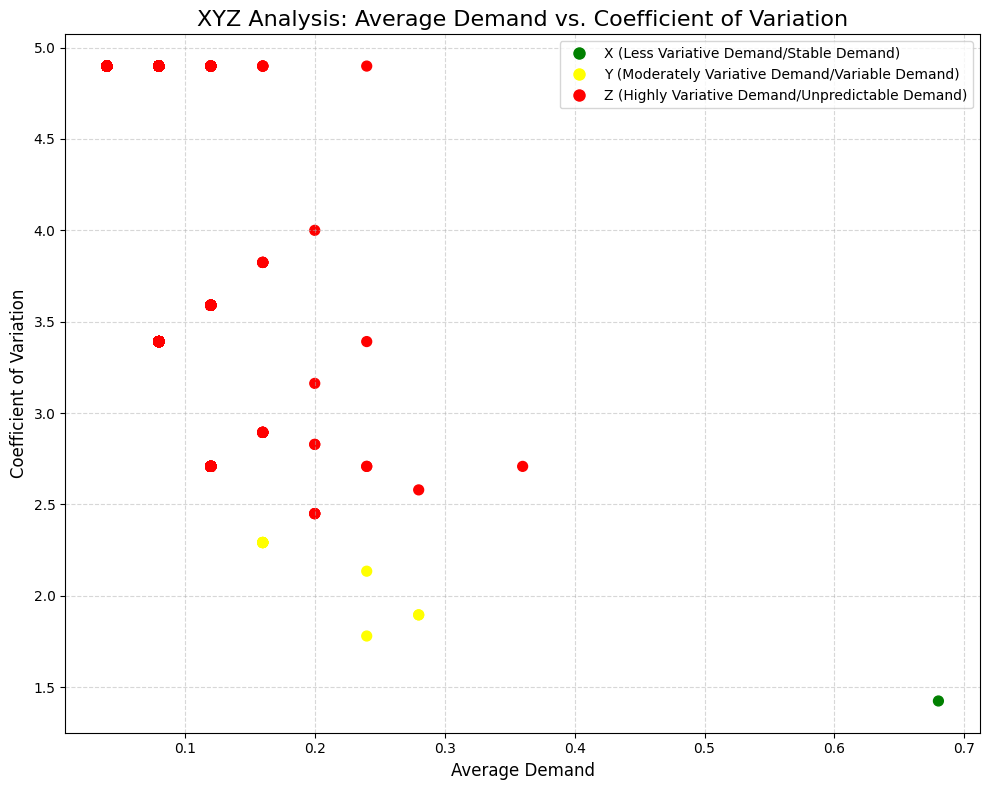 XYZ Analysis: Average Demand vs. Coefficient of Variation
X (Less Variative Demand/Stable Demand)
Y (Moderately Variative Demand/Variable Demand)
Z (Highly Variative Demand/Unpredictable Demand)
Coefficient of Variation
5.0
4.5
4.0
3.5
3.0
2.5
2.0
1.5
0.1 0.2 0.3 0.4 0.5 0.6 0.7
Average Demand